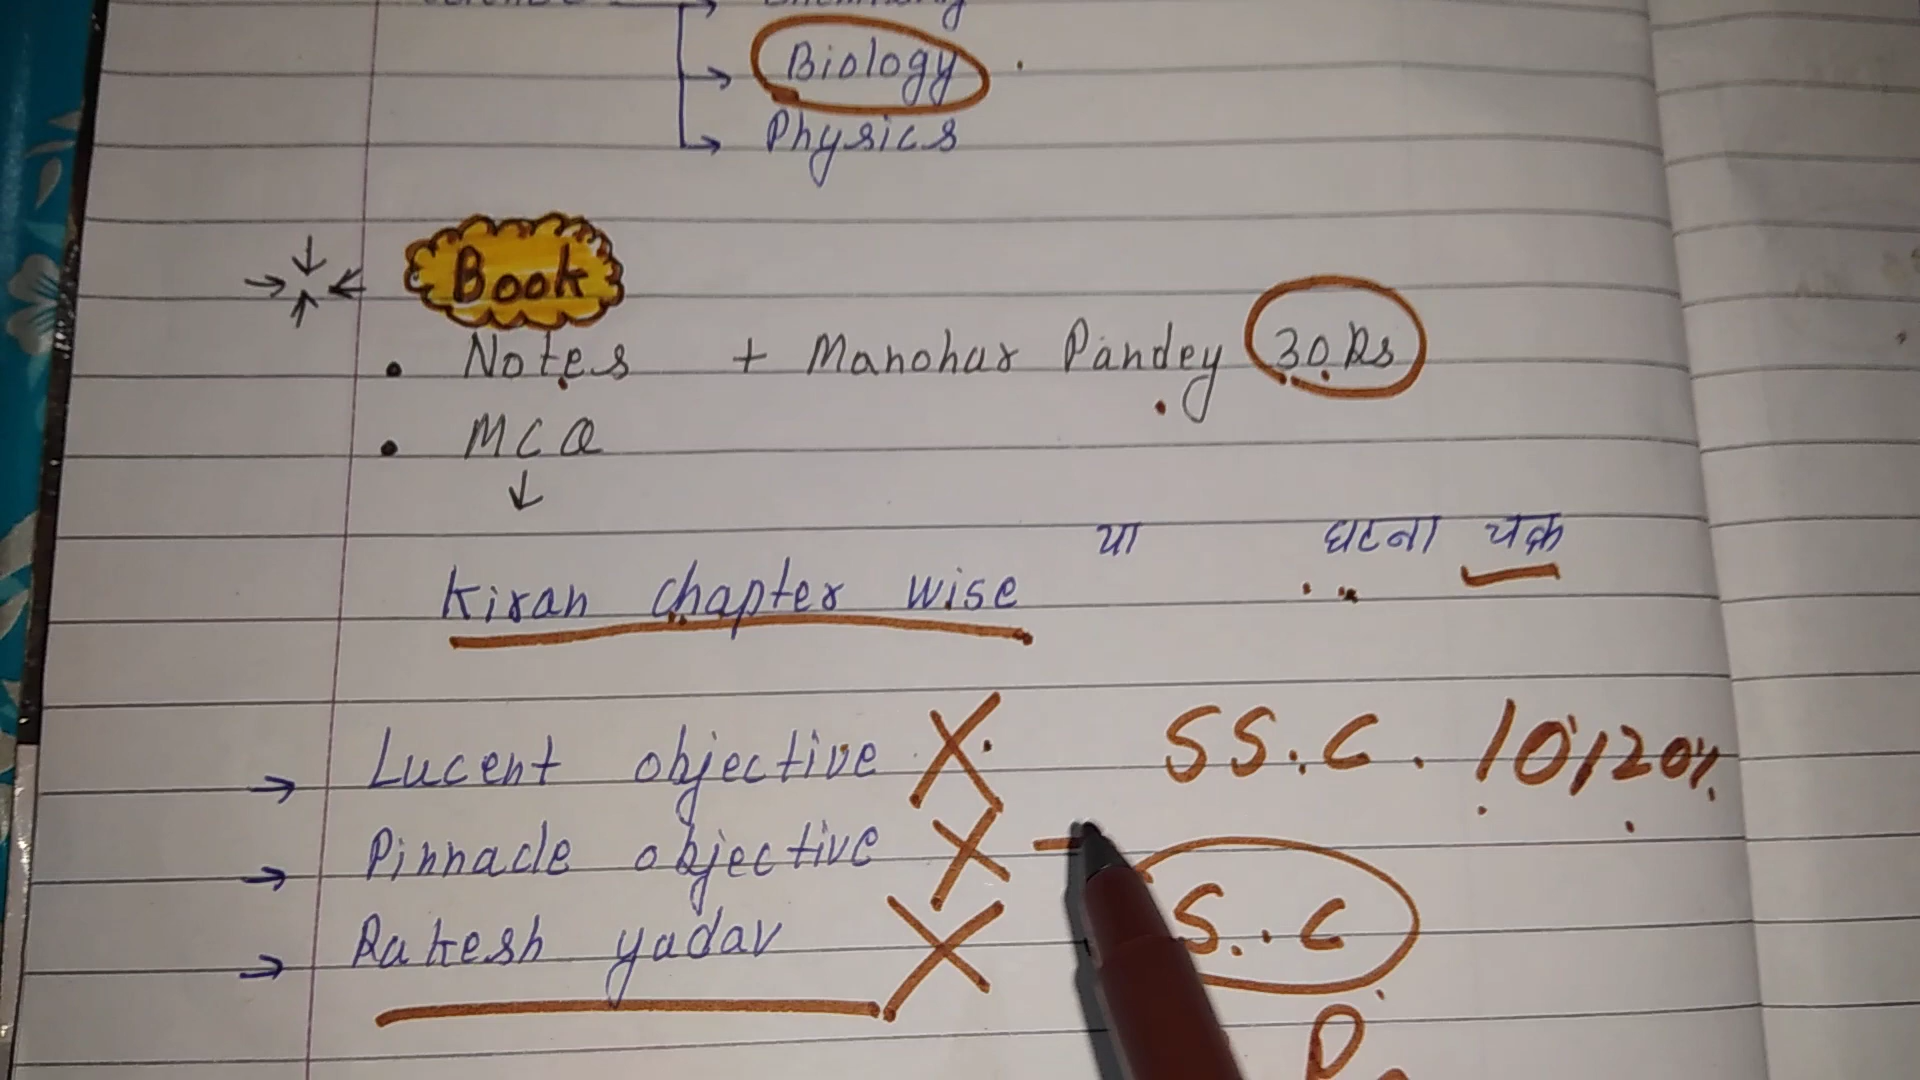 Biology
Physics
Book
• Notes + Manohar Pandey 30 Rs
• MCQ
या घटना चक्र
Kiran chapter wise
→ Lucent objective X S S . C . 10/20%
→ Pinnacle objective X
→ Rakesh yadav X S . C